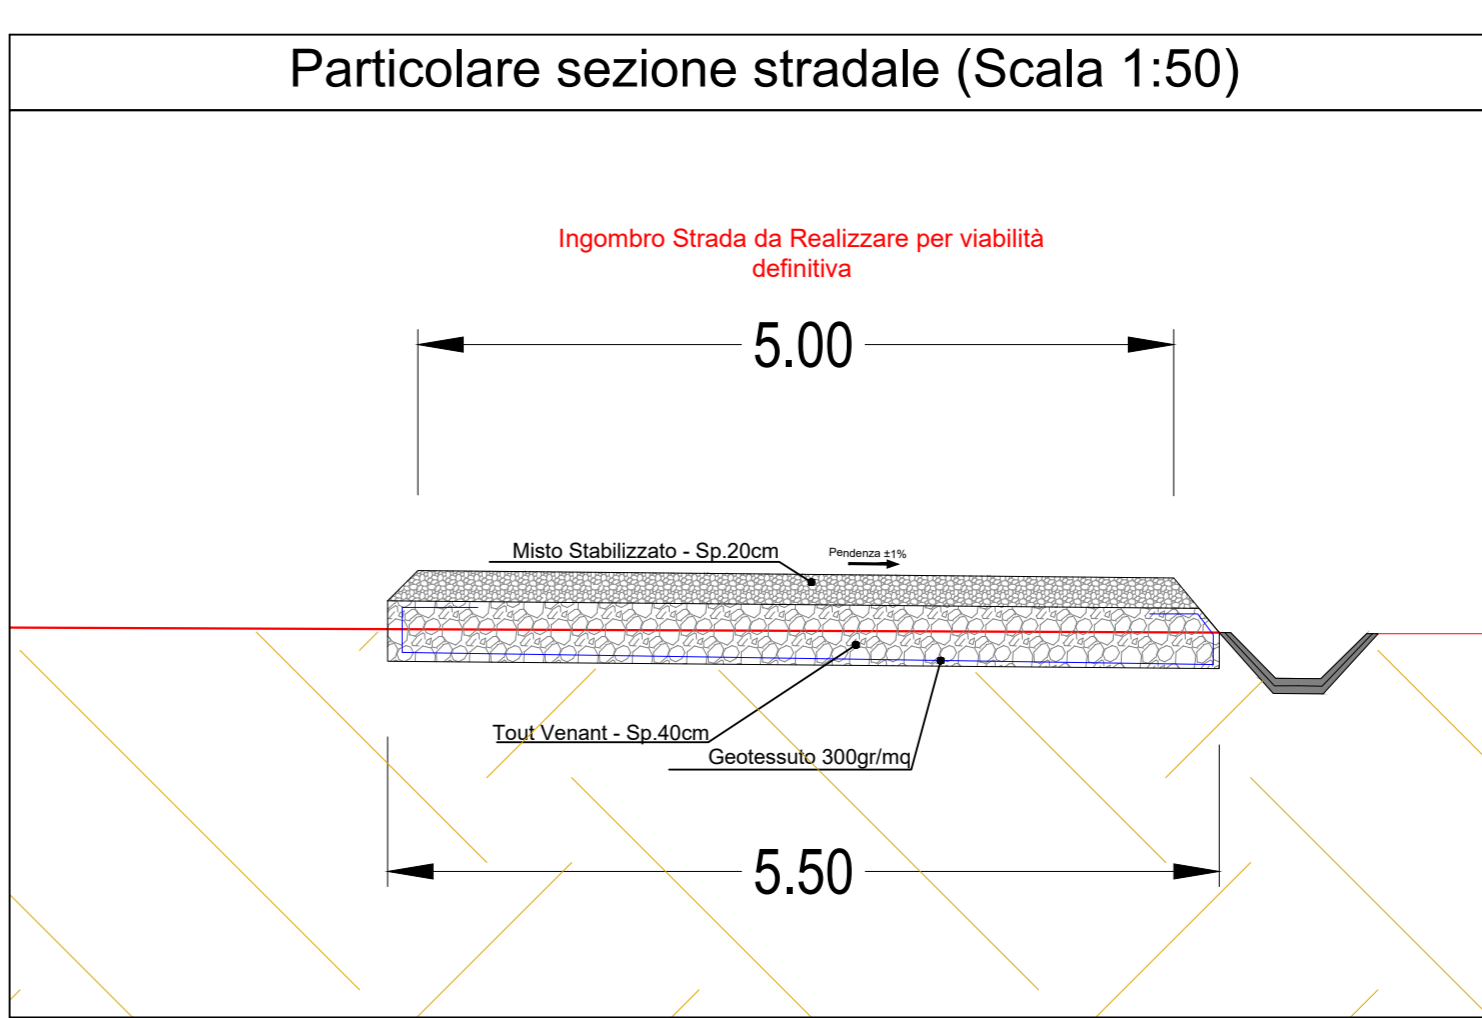 Particolare sezione stradale (Scala 1:50)
Ingombro Strada da Realizzare per viabilità
definitiva
5.00
Misto Stabilizzato - Sp.20cm
Pendenza ±1%
Tout Venant - Sp.40cm
Geotessuto 300gr/mq
5.50